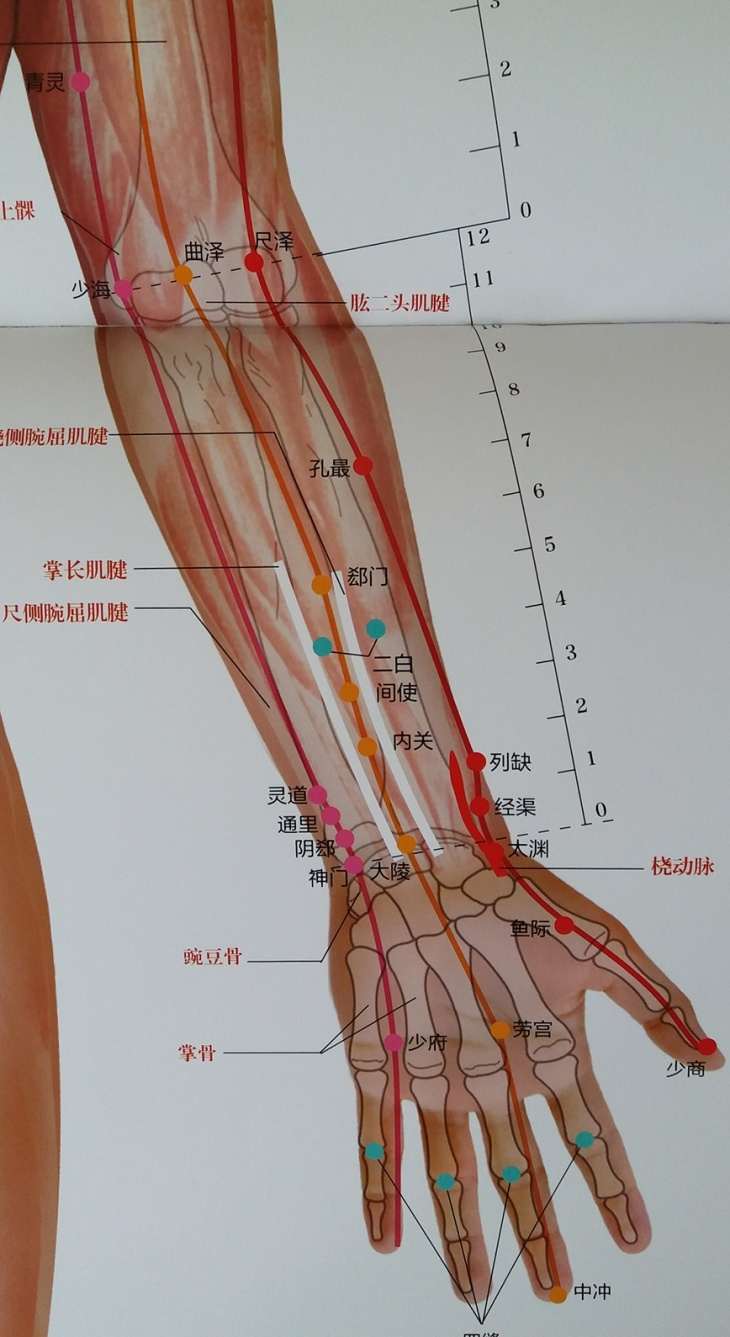 3
2
青灵
1
上髁
0
12
尺泽
曲泽
11
少海
肱二头肌腱
10
9
8
侧腕屈肌腱
7
孔最
6
5
掌长肌腱
郄门
4
尺侧腕屈肌腱
3
二白
间使
2
内关
1
列缺
灵道
经渠
0
通里
阴郄
太渊
桡动脉
大陵
神门
鱼际
豌豆骨
劳宫
少府
掌骨
少商
中冲